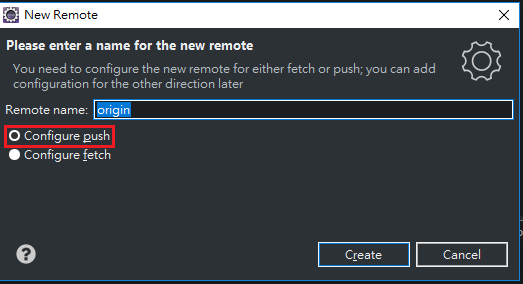 New Remote
Please enter a name for the new remote
You need to configure the new remote for either fetch or push; you can add
configuration for the other direction later
Remote name: origin
Configure push
Configure fetch
?
Create Cancel